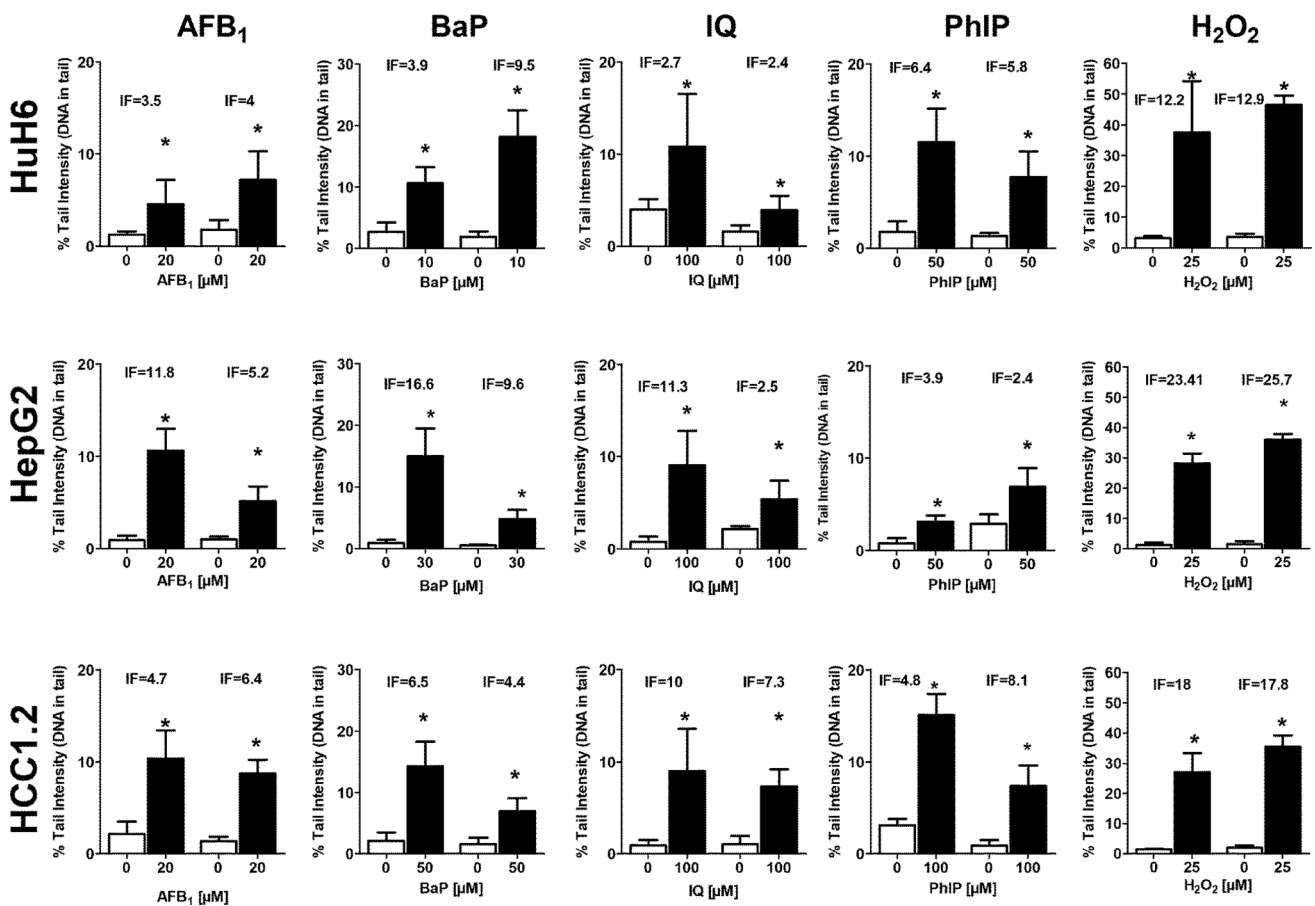 AFB₁ BaP IQ PhIP H₂O₂
HuH6
% Tail Intensity (DNA in tail)
20
10
0
IF=3.5 IF=4
* *
0 20 0 20
AFB₁ [µM]
% Tail Intensity (DNA in tail)
30
20
10
0
IF=3.9 IF=9.5
* *
0 10 0 10
BaP [µM]
% Tail Intensity (DNA in tail)
20
10
0
IF=2.7 IF=2.4
* *
0 100 0 100
IQ [µM]
% Tail Intensity (DNA in tail)
20
10
0
IF=6.4 IF=5.8
* *
0 50 0 50
PhIP [µM]
% Tail Intensity (DNA in tail)
60
50
40
30
20
10
0
IF=12.2 IF=12.9
* *
0 25 0 25
H₂O₂ [µM]
HepG2
% Tail Intensity (DNA in tail)
20
10
0
IF=11.8 IF=5.2
* *
0 20 0 20
AFB₁ [µM]
% Tail Intensity (DNA in tail)
30
20
10
0
IF=16.6 IF=9.6
* *
0 30 0 30
BaP [µM]
% Tail Intensity (DNA in tail)
20
10
0
IF=11.3 IF=2.5
* *
0 100 0 100
IQ [µM]
% Tail Intensity (DNA in tail)
20
10
0
IF=3.9 IF=2.4
* *
0 50 0 50
PhIP [µM]
% Tail Intensity (DNA in tail)
60
50
40
30
20
10
0
IF=23.41 IF=25.7
* *
0 25 0 25
H₂O₂ [µM]
HCC1.2
% Tail Intensity (DNA in tail)
20
10
0
IF=4.7 IF=6.4
* *
0 20 0 20
AFB₁ [µM]
% Tail Intensity (DNA in tail)
30
20
10
0
IF=6.5 IF=4.4
* *
0 50 0 50
BaP [µM]
% Tail Intensity (DNA in tail)
20
10
0
IF=10 IF=7.3
* *
0 100 0 100
IQ [µM]
% Tail Intensity (DNA in tail)
20
10
0
IF=4.8 IF=8.1
* *
0 100 0 100
PhIP [µM]
% Tail Intensity (DNA in tail)
60
50
40
30
20
10
0
IF=18 IF=17.8
* *
0 25 0 25
H₂O₂ [µM]